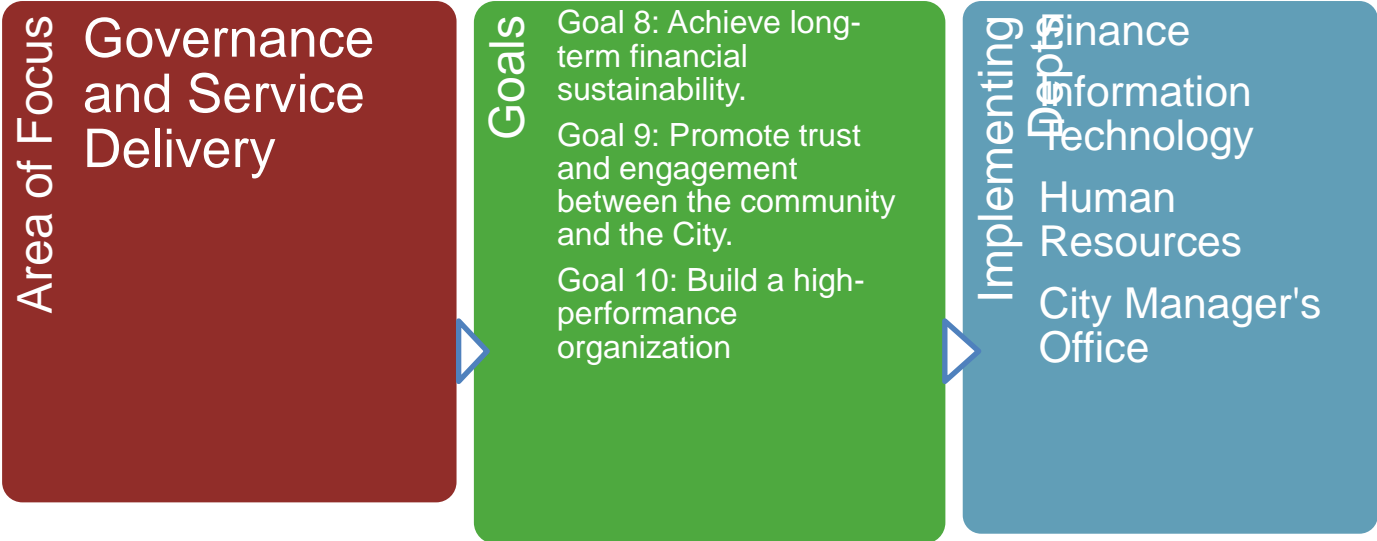 Area of Focus
Governance
and Service
Delivery
Goals
Goal 8: Achieve long-
term financial
sustainability.
Goal 9: Promote trust
and engagement
between the community
and the City.
Goal 10: Build a high-
performance
organization
Implementing
Depts
Finance
Information
Technology
Human
Resources
City Manager's
Office